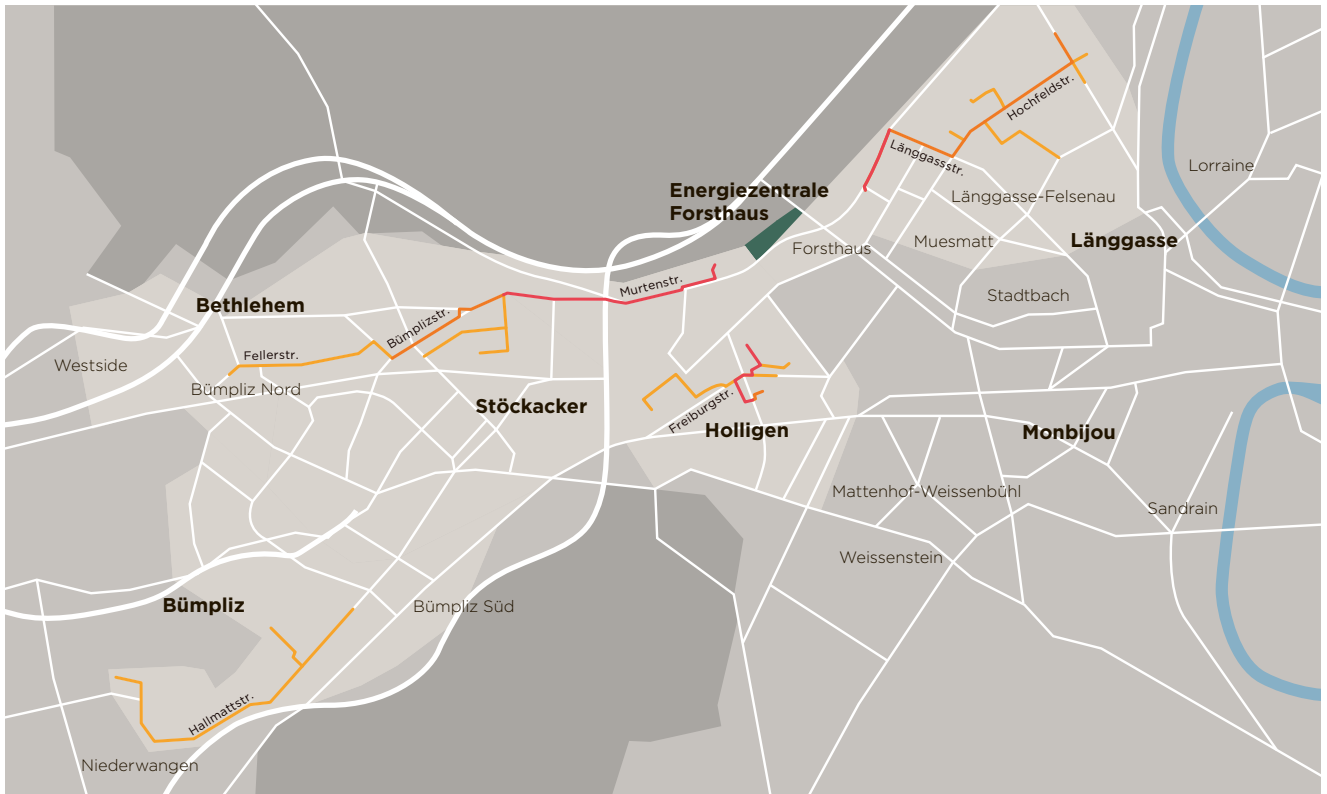 Hochfeldstr.
Länggassstr.
Lorraine
Energiezentrale
Forsthaus
Länggasse-Felsenau
Forsthaus
Muesmatt
Länggasse
Murtenstr.
Stadtbach
Bethlehem
Bümplizstr.
Fellerstr.
Westside
Bümpliz Nord
Stöckacker
Freiburgstr.
Holligen
Monbijou
Mattenhof-Weissenbühl
Sandrain
Weissenstein
Bümpliz
Bümpliz Süd
Hallmattstr.
Niederwangen